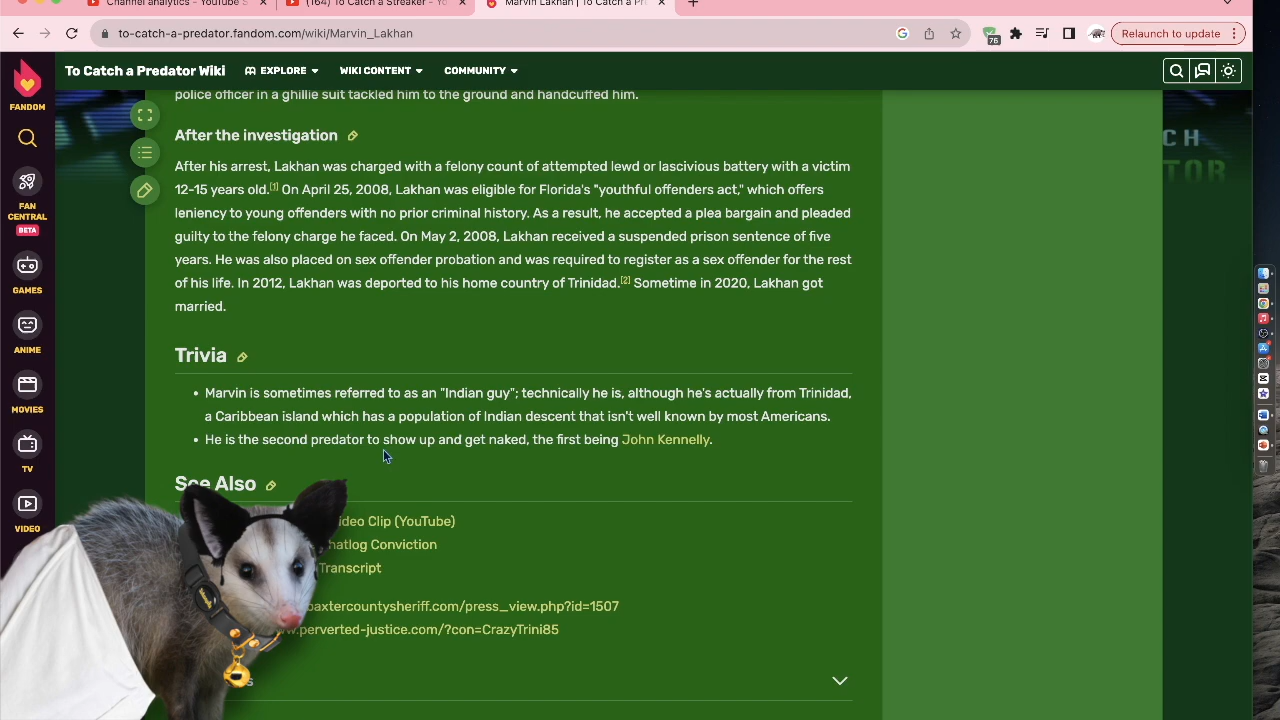 Channel analytics - YouTube S
(164) To Catch a Streaker - Yo
Marvin Lakhan | To Catch a Pr
to-catch-a-predator.fandom.com/wiki/Marvin_Lakhan
76
Relaunch to update
FANDOM
To Catch a Predator Wiki
EXPLORE
WIKI CONTENT
COMMUNITY
FAN
CENTRAL
BETA
GAMES
ANIME
MOVIES
TV
VIDEO
CH
police officer in a ghillie suit tackled him to the ground and handcuffed him.
After the investigation
After his arrest, Lakhan was charged with a felony count of attempted lewd or lascivious battery with a victim
12-15 years old.[1] On April 25, 2008, Lakhan was eligible for Florida's "youthful offenders act," which offers
leniency to young offenders with no prior criminal history. As a result, he accepted a plea bargain and pleaded
guilty to the felony charge he faced. On May 2, 2008, Lakhan received a suspended prison sentence of five
years. He was also placed on sex offender probation and was required to register as a sex offender for the rest
of his life. In 2012, Lakhan was deported to his home country of Trinidad.[2] Sometime in 2020, Lakhan got
married.
Trivia
Marvin is sometimes referred to as an "Indian guy"; technically he is, although he's actually from Trinidad,
a Caribbean island which has a population of Indian descent that isn't well known by most Americans.
He is the second predator to show up and get naked, the first being John Kennelly.
See Also
ideo Clip (YouTube)
hatlog Conviction
Transcript
baxtercountysheriff.com/press_view.php?id=1507
w.perverted-justice.com/?con=CrazyTrini85